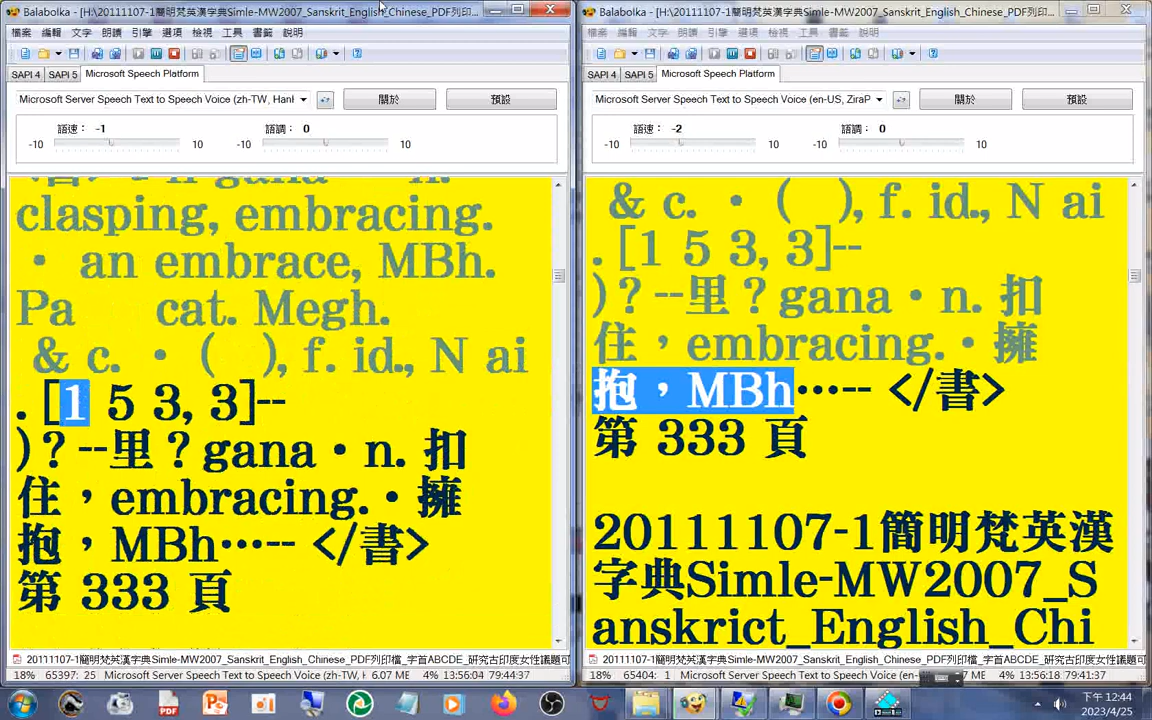 Balabolka - [H:\20111107-1簡明梵英漢字典Simle-MW2007_Sanskrit_English_Chinese_PDF列印...
檔案 編輯 文字 朗讀 引擎 選項 檢視 工具 書籤 說明
SAPI 4 SAPI 5 Microsoft Speech Platform
Microsoft Server Speech Text to Speech Voice (zh-TW, Hanl
關於 預設
語速： -1 語調： 0
-10 10 -10 10
clasping, embracing.
• an embrace, MBh.
Pa cat. Megh.
& c. • ( ), f. id., N ai
. [1 5 3, 3]--
)？--里？gana•n. 扣
住，embracing.•擁
抱，MBh…-- </書>
第 333 頁
20111107-1簡明梵英漢字典Simle-MW2007_Sanskrit_English_Chinese_PDF列印檔_字首ABCDE_研究古印度女性議題可
18% 65397: 25 Microsoft Server Speech Text to Speech Voice (zh-TW, H 6.07 MB 4% 13:56:04 79:44:37
Balabolka - [H:\20111107-1簡明梵英漢字典Simle-MW2007_Sanskrit_English_Chinese_PDF列印...
檔案 編輯 文字 朗讀 引擎 選項 檢視 工具 書籤 說明
SAPI 4 SAPI 5 Microsoft Speech Platform
Microsoft Server Speech Text to Speech Voice (en-US, ZiraP
關於 預設
語速： -2 語調： 0
-10 10 -10 10
& c. • ( ), f. id., N ai
. [1 5 3, 3]--
)？--里？gana•n. 扣
住，embracing.•擁
抱，MBh…-- </書>
第 333 頁
20111107-1簡明梵英漢
字典Simle-MW2007_S
anskrict_English_Chi
20111107-1簡明梵英漢字典Simle-MW2007_Sanskrit_English_Chinese_PDF列印檔_字首ABCDE_研究古印度女性議題可
18% 65404: 1 Microsoft Server Speech Text to Speech Voice (en-US, Z 6.07 MB 4% 13:56:18 79:41:37
下午 12:44
2023/4/25